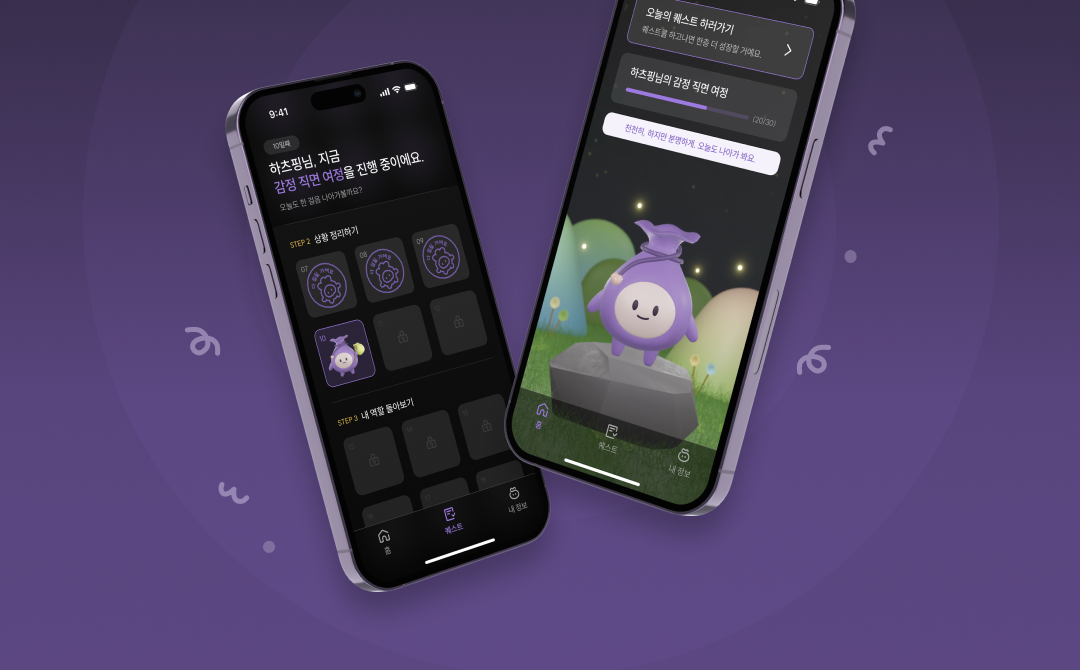 9:41
10일째
하츠핑님, 지금
감정 직면 여정을 진행 중이에요.
오늘도 한 걸음 나아가볼까요?
STEP 2 상황 정리하기
07
08
09
10
STEP 3 내 역할 돌아보기
홈
퀘스트
내 정보
오늘의 퀘스트 하러가기
퀘스트를 하고나면 한층 더 성장할 거예요.
하츠핑님의 감정 직면 여정
(20/30)
천천히, 하지만 분명하게. 오늘도 나아가 봐요
홈
퀘스트
내 정보